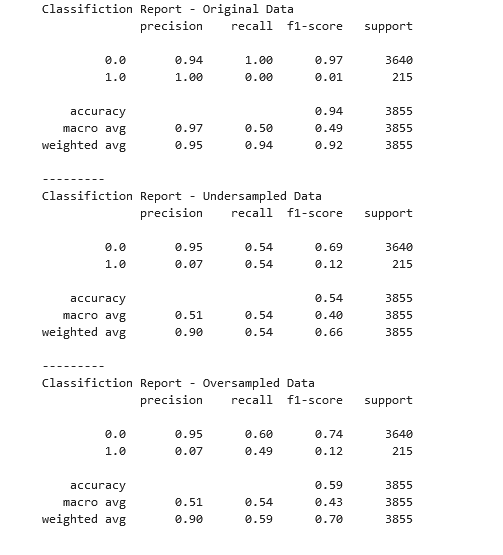 Classifiction Report - Original Data
precision recall f1-score support
0.0 0.94 1.00 0.97 3640
1.0 1.00 0.00 0.01 215
accuracy 0.94 3855
macro avg 0.97 0.50 0.49 3855
weighted avg 0.95 0.94 0.92 3855
---------
Classifiction Report - Undersampled Data
precision recall f1-score support
0.0 0.95 0.54 0.69 3640
1.0 0.07 0.54 0.12 215
accuracy 0.54 3855
macro avg 0.51 0.54 0.40 3855
weighted avg 0.90 0.54 0.66 3855
---------
Classifiction Report - Oversampled Data
precision recall f1-score support
0.0 0.95 0.60 0.74 3640
1.0 0.07 0.49 0.12 215
accuracy 0.59 3855
macro avg 0.51 0.54 0.43 3855
weighted avg 0.90 0.59 0.70 3855